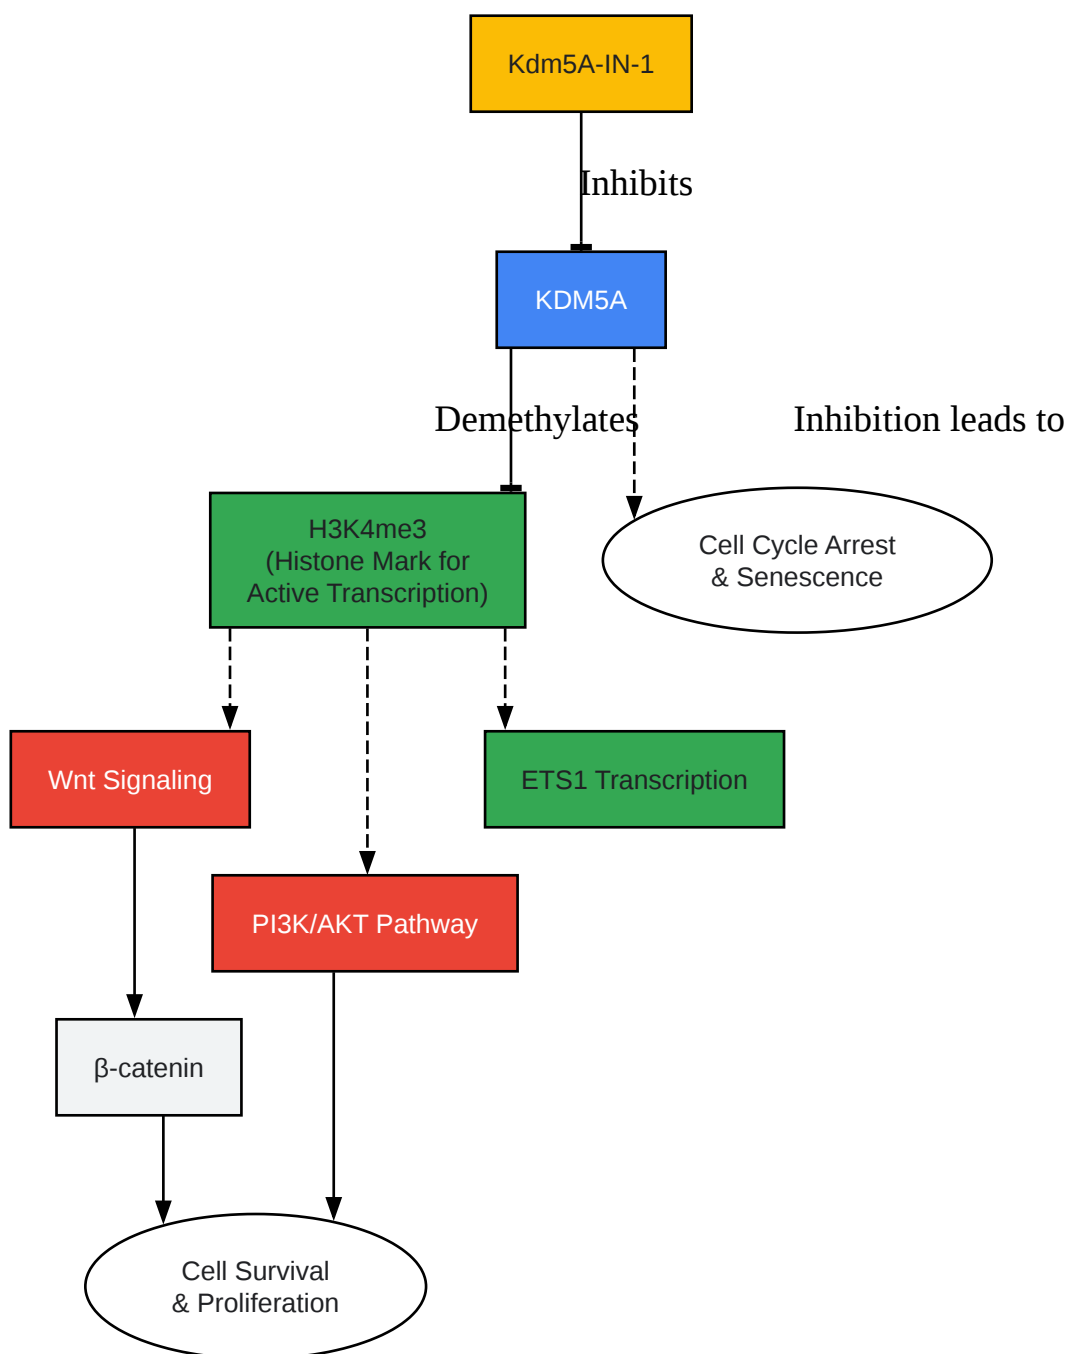 Kdm5A-IN-1
Inhibits
KDM5A
Demethylates
Inhibition leads to
H3K4me3
(Histone Mark for
Active Transcription)
Cell Cycle Arrest
& Senescence
Wnt Signaling
ETS1 Transcription
PI3K/AKT Pathway
β-catenin
Cell Survival
& Proliferation